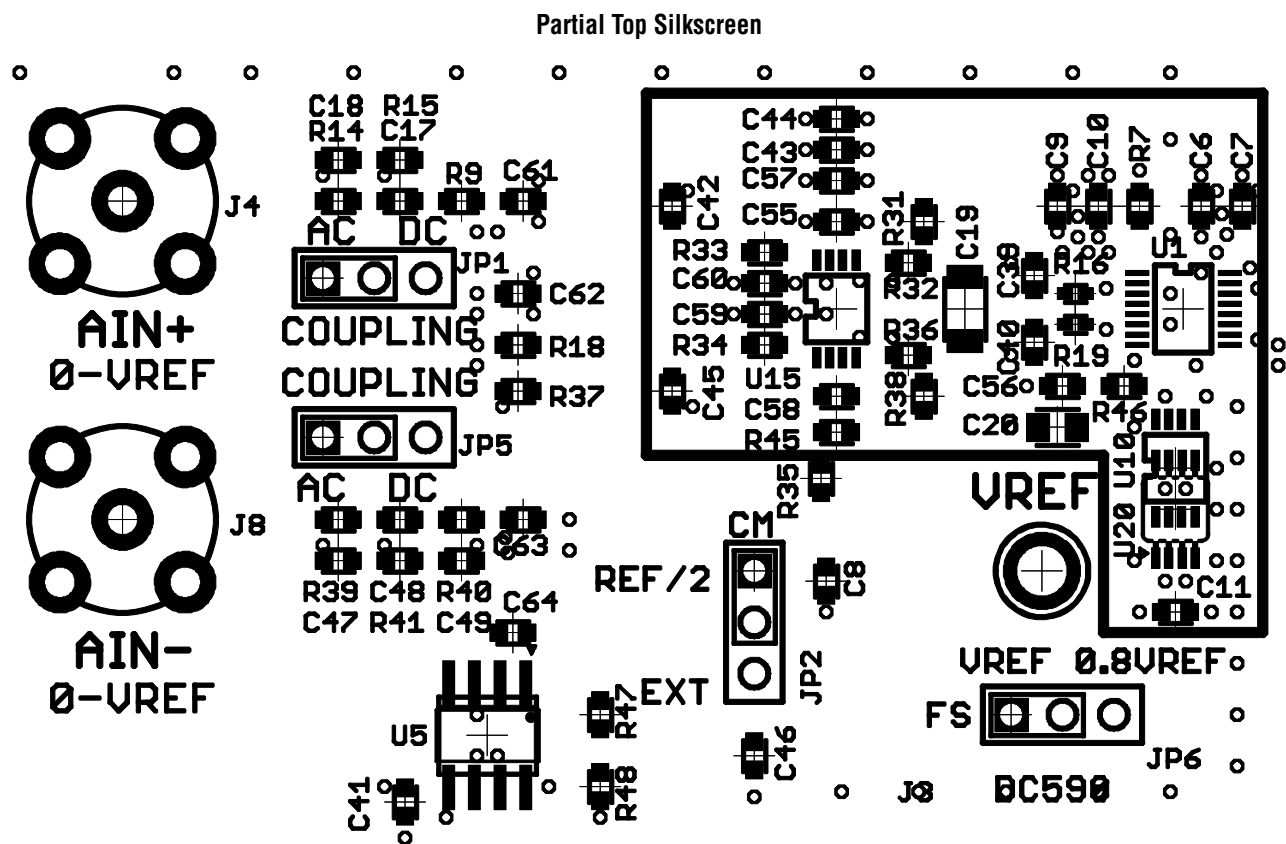 Partial Top Silkscreen
C18 R15
R14 C17
R9 C61
J4
AC DC
JP1
COUPLING
C62
AIN+
0-VREF
R18
COUPLING
R37
JP5
AC DC
J8
C63
R39 C48 R40
C47 R41 C49
C64
AIN-
0-VREF
U5
C41
R47
R48
C44
C43
C57
C55
C42
R33
C60
C59
R34
C45
U15
C58
R45
R35
R31
R32
C19
R36
R38
C39
C40
R16
R19
C9
C10
R7
C6
C7
U1
C56
R46
C20
U10
U20
C11
VREF
CM
REF/2
C8
EXT
JP2
C46
VREF 0.8VREF
FS
JP6
J3 DC590